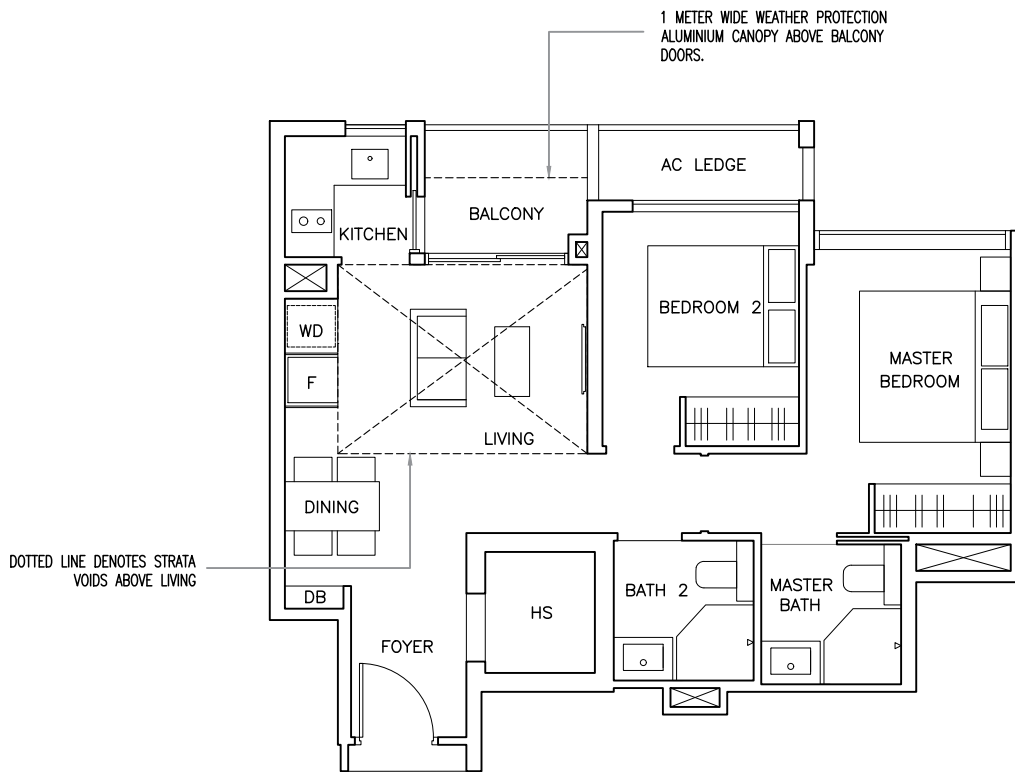 1 METER WIDE WEATHER PROTECTION
ALUMINIUM CANOPY ABOVE BALCONY
DOORS.
AC LEDGE
BALCONY
KITCHEN
BEDROOM 2
WD
MASTER
BEDROOM
F
LIVING
DINING
DOTTED LINE DENOTES STRATA
VOIDS ABOVE LIVING
DB
BATH 2
MASTER
BATH
HS
FOYER